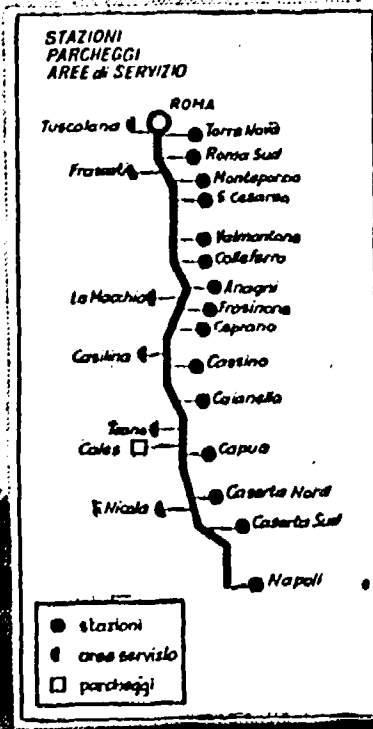 STAZIONI
PARCHEGGI
AREE di SERVIZIO
ROMA
Tuscolana
Torre Nova
Roma Sud
Frascati
Monteporzo
S. Cesareo
Valmontone
Colleferro
Anagni
La Macchia
Frosinone
Ceprano
Casilina
Cassino
Caianello
Teano
Cales
Capua
Caserta Nord
S. Nicola
Caserta Sud
Napoli
stazioni
aree servizio
parcheggi